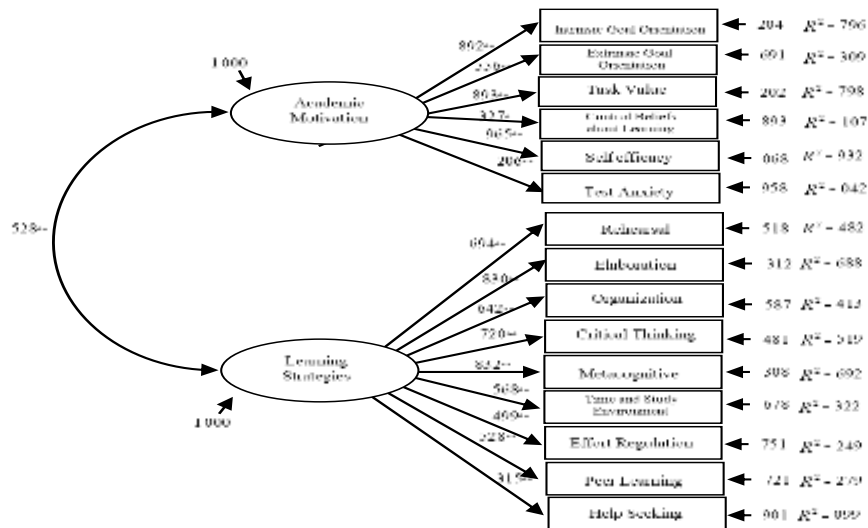 892**
Intrinsic Goal Orientation
204 R² = 796
Extrinsic Goal
Orientation
691 R² = 309
1 000
Academic
Motivation
893**
Task Value
202 R² = 798
327**
Control Beliefs
about Learning
893 R² = 107
965**
Self efficacy
068 R² = 932
206**
Test Anxiety
958 R² = 042
528**
694**
Rehearsal
518 R² = 482
830**
Elaboration
312 R² = 688
642**
Organization
587 R² = 413
720**
Critical Thinking
481 R² = 519
Learning
Strategies
832**
Metacognitive
308 R² = 692
568**
Time and Study
Environment
678 R² = 322
1 000
499**
Effort Regulation
751 R² = 249
528**
Peer Learning
721 R² = 279
315**
Help Seeking
901 R² = 099